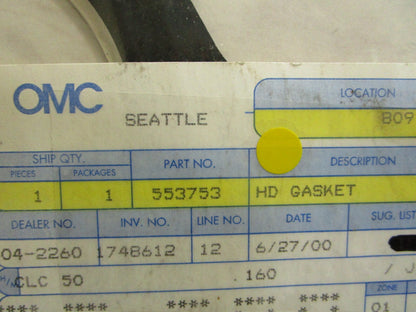 OMC
SEATTLE
LOCATION
B09
SHIP QTY. PART NO. DESCRIPTION
PIECES PACKAGES
1 1 553753 HD GASKET
DEALER NO. INV. NO. LINE NO. DATE SUG. LIST
04-2260 1748612 12 6/27/00
CLC 50 .160 / J
ZONE
**** **** **** **** 01